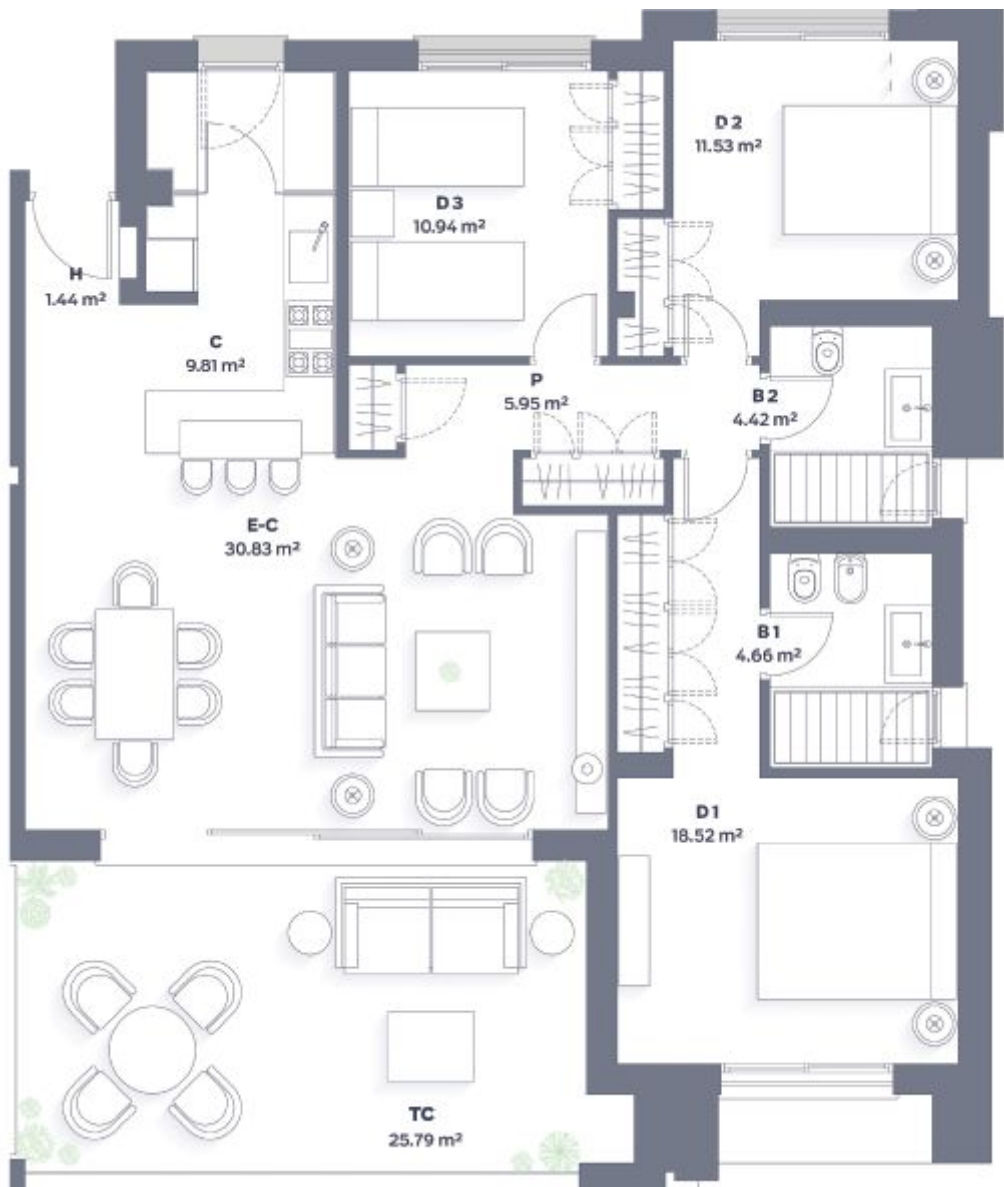 D 2
11.53 m²
D 3
10.94 m²
H
1.44 m²
C
9.81 m²
P
5.95 m²
B 2
4.42 m²
E-C
30.83 m²
B 1
4.66 m²
D 1
18.52 m²
TC
25.79 m²